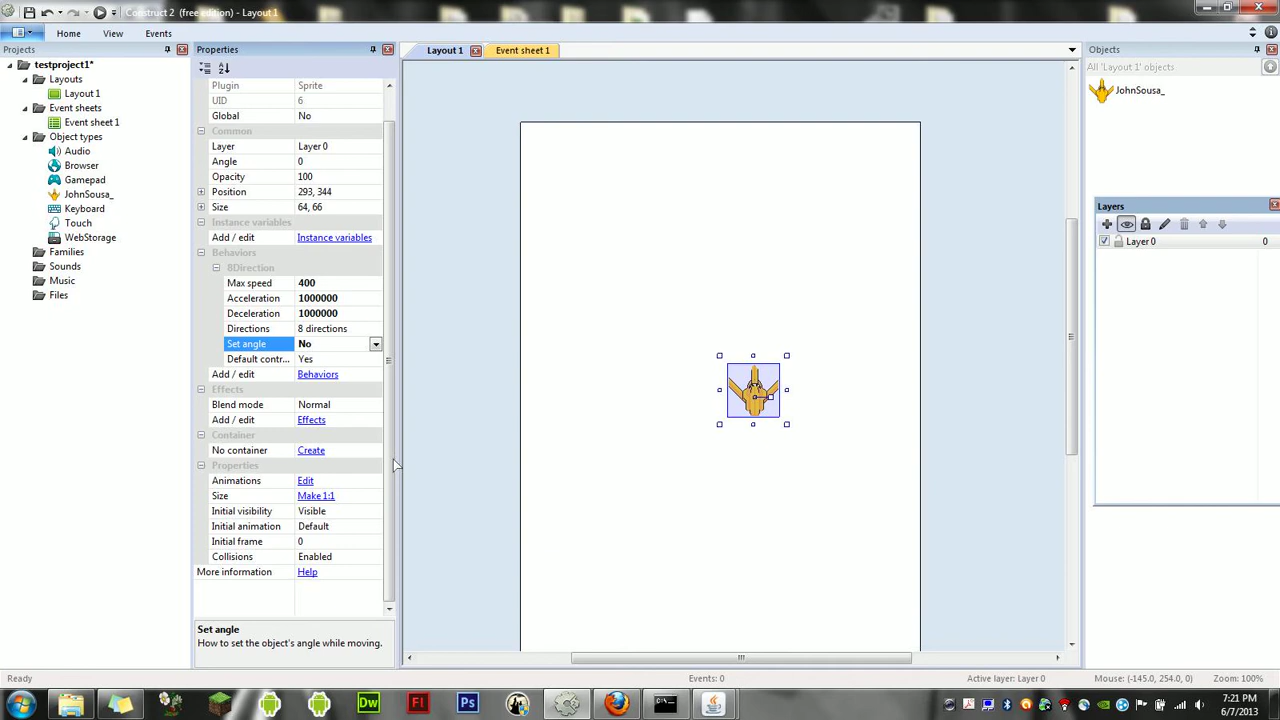 Construct 2 (free edition) - Layout 1
Home View Events
Projects
testproject1*
Layouts
Layout 1
Event sheets
Event sheet 1
Object types
Audio
Browser
Gamepad
JohnSousa_
Keyboard
Touch
WebStorage
Families
Sounds
Music
Files
Properties
Plugin Sprite
UID 6
Global No
Common
Layer Layer 0
Angle 0
Opacity 100
Position 293, 344
Size 64, 66
Instance variables
Add / edit Instance variables
Behaviors
8Direction
Max speed 400
Acceleration 1000000
Deceleration 1000000
Directions 8 directions
Set angle No
Default contr... Yes
Add / edit Behaviors
Effects
Blend mode Normal
Add / edit Effects
Container
No container Create
Properties
Animations Edit
Size Make 1:1
Initial visibility Visible
Initial animation Default
Initial frame 0
Collisions Enabled
More information Help
Set angle
How to set the object's angle while moving.
Layout 1 Event sheet 1
Objects
All 'Layout 1' objects
JohnSousa_
Layers
Layer 0 0
Ready Events: 0 Active layer: Layer 0 Mouse: (-145.0, 254.0, 0) Zoom: 100%
Dw Fl Ps
7:21 PM
6/7/2013